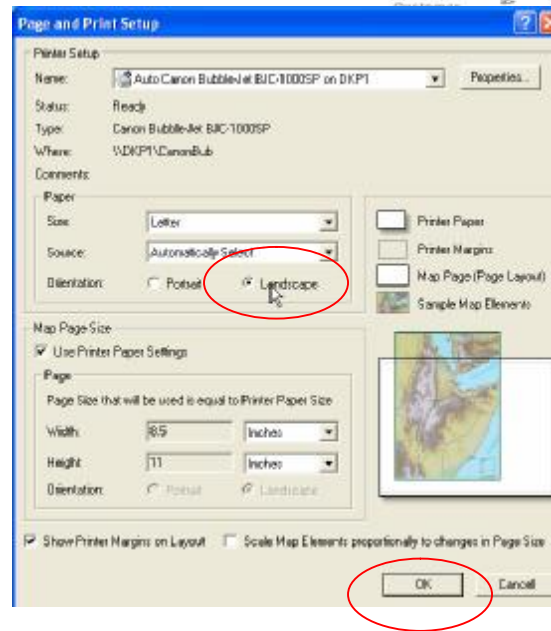 Page and Print Setup
Printer Setup
Name: Auto Canon Bubble-Jet BJC-1000SP on DKP1 Properties...
Status: Ready
Type: Canon Bubble-Jet BJC-1000SP
Where: \\DKP1\CanonBub
Comments:
Paper
Size: Letter Printer Paper
Source: Automatically Select Printer Margins
Orientation: Portrait Landscape Map Page (Page Layout)
Sample Map Elements
Map Page Size
Use Printer Paper Settings
Page
Page Size that will be used is equal to Printer Paper Size
Width: 8.5 Inches
Height: 11 Inches
Orientation: Portrait Landscape
Show Printer Margins on Layout Scale Map Elements proportionally to changes in Page Size
OK Cancel